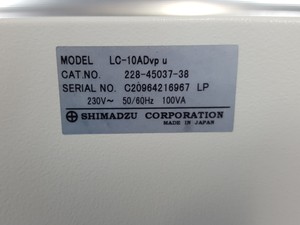 MODEL LC-10ADvp u
CAT.NO. 228-45037-38
SERIAL NO. C20964216967 LP
230V~ 50/60Hz 100VA
SHIMADZU CORPORATION
MADE IN JAPAN